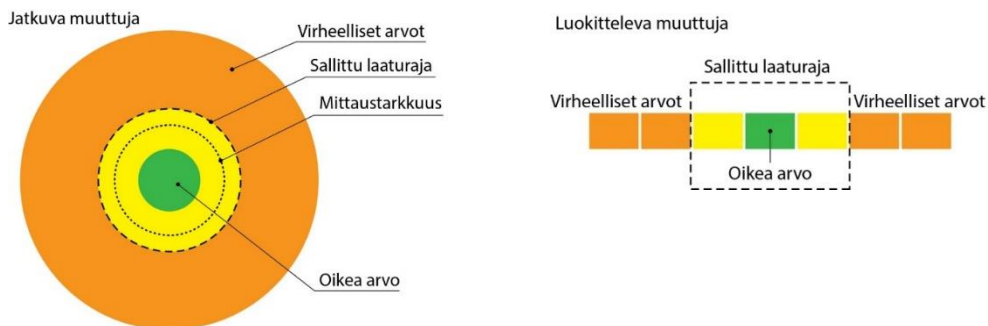 Jatkuva muuttuja
Virheelliset arvot
Sallittu laaturaja
Mittaustarkkuus
Oikea arvo
Luokitteleva muuttuja
Sallittu laaturaja
Virheelliset arvot
Virheelliset arvot
Oikea arvo